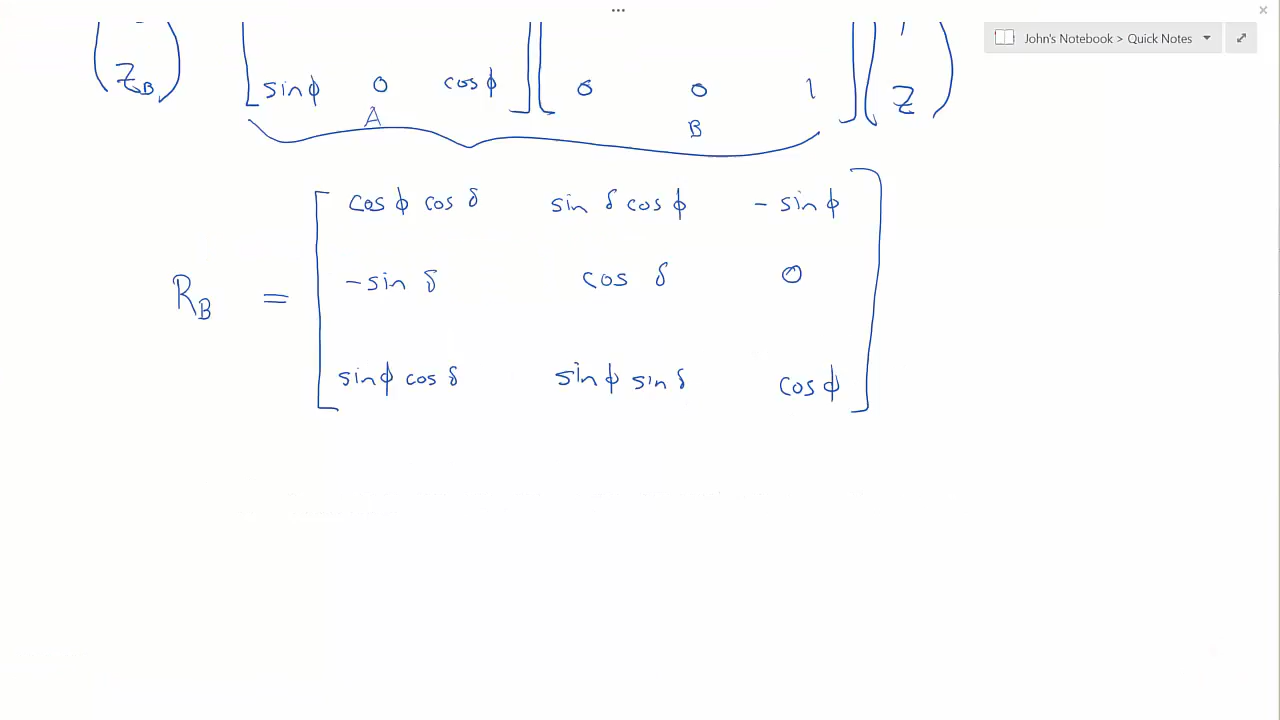 John's Notebook > Quick Notes
Z_B sinϕ 0 cosϕ 0 0 1 Z
A B
cosϕ cosδ sinδ cosϕ -sinϕ
R_B = -sinδ cosδ 0
sinϕ cosδ sinϕ sinδ cosϕ